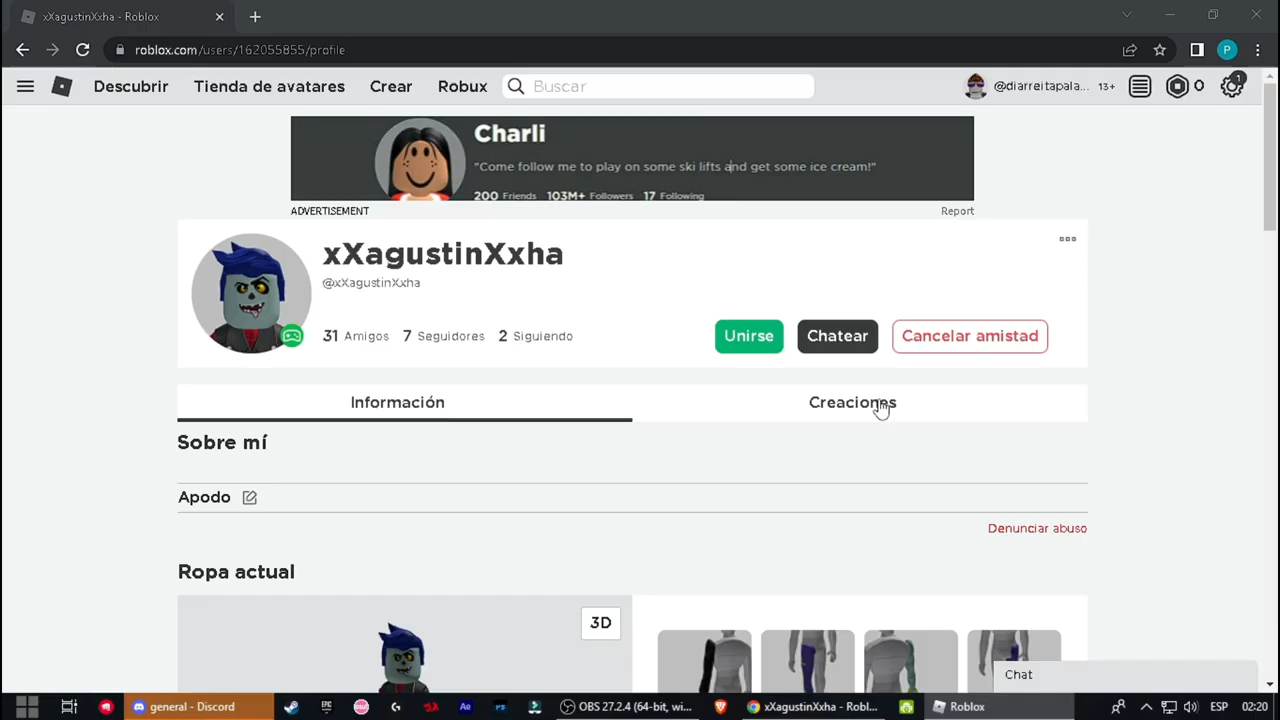 xXagustinXxha - Roblox
roblox.com/users/162055855/profile
P
Descubrir Tienda de avatares Crear Robux Buscar @diarreitapala... 13+ 0 1
Charli
"Come follow me to play on some ski lifts and get some ice cream!"
200 Friends 103M+ Followers 17 Following
ADVERTISEMENT Report
xXagustinXxha
@xXagustinXxha
31 Amigos 7 Seguidores 2 Siguiendo Unirse Chatear Cancelar amistad
Información Creaciones
Sobre mí
Apodo
Denunciar abuso
Ropa actual
3D
Chat
general - Discord EPIC Ae PS OBS 27.2.4 (64-bit, wi... xXagustinXxha - Robl... Roblox ESP 02:20